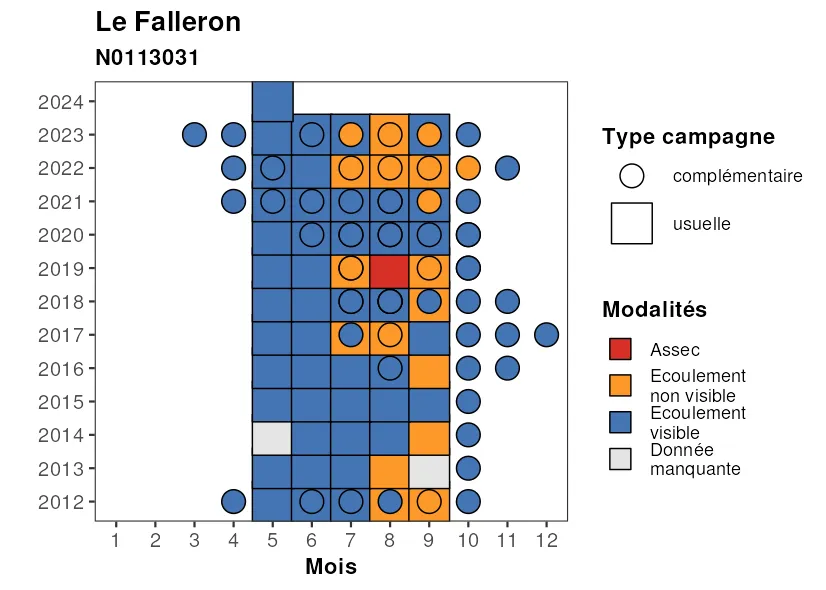 Le Falleron
N0113031
2024
2023
2022
2021
2020
2019
2018
2017
2016
2015
2014
2013
2012
1 2 3 4 5 6 7 8 9 10 11 12
Mois
Type campagne
complémentaire
usuelle
Modalités
Assec
Ecoulement
non visible
Ecoulement
visible
Donnée
manquante